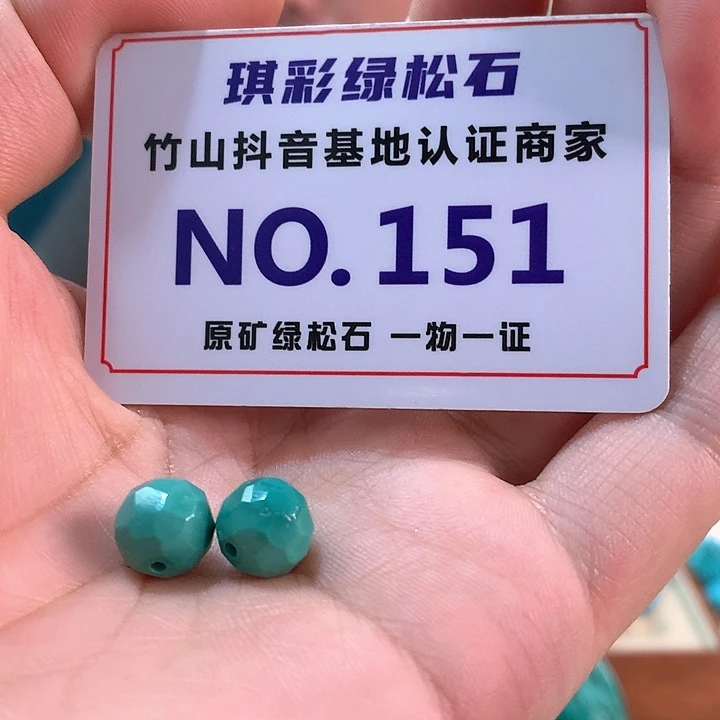 琪彩绿松石
竹山抖音基地认证商家
NO.151
原矿绿松石 一物一证